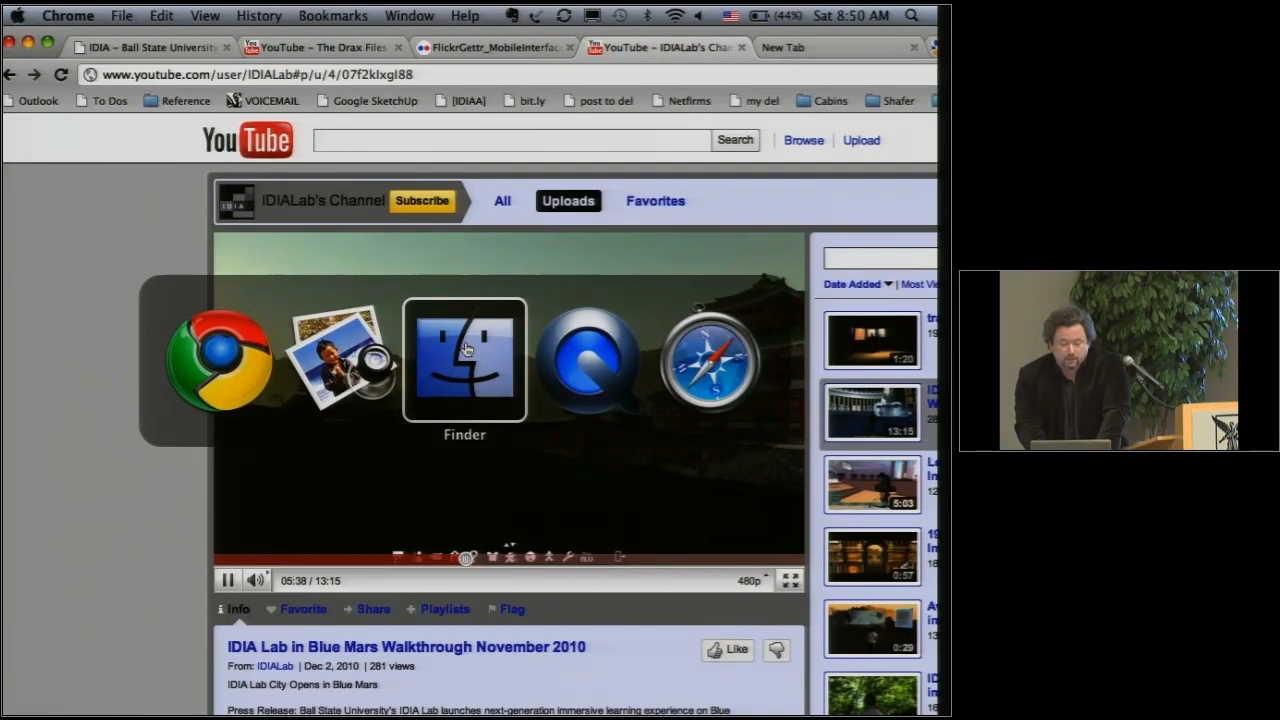 Chrome File Edit View History Bookmarks Window Help (44%) Sat 8:50 AM
IDIA – Ball State University YouTube – The Drax Files FlickrGettr_MobileInterfac YouTube – IDIALab's Chan New Tab
www.youtube.com/user/IDIALab#p/u/4/07f2kIxgI88
Outlook To Dos Reference VOICEMAIL Google SketchUp [IDIAA] bit.ly post to del Netfirms my del Cabins Shafer
YouTube Search Browse Upload
IDIALab's Channel Subscribe All Uploads Favorites
IDIA
Date Added | Most Vie
1:20
13:15
Finder
5:03
0:57
05:38 / 13:15 480p
Info Favorite Share Playlists Flag
0:29
IDIA Lab in Blue Mars Walkthrough November 2010 Like
From: IDIALab | Dec 2, 2010 | 281 views
IDIA Lab City Opens in Blue Mars
Press Release: Ball State University's IDIA Lab launches next-generation immersive learning experience on Blue